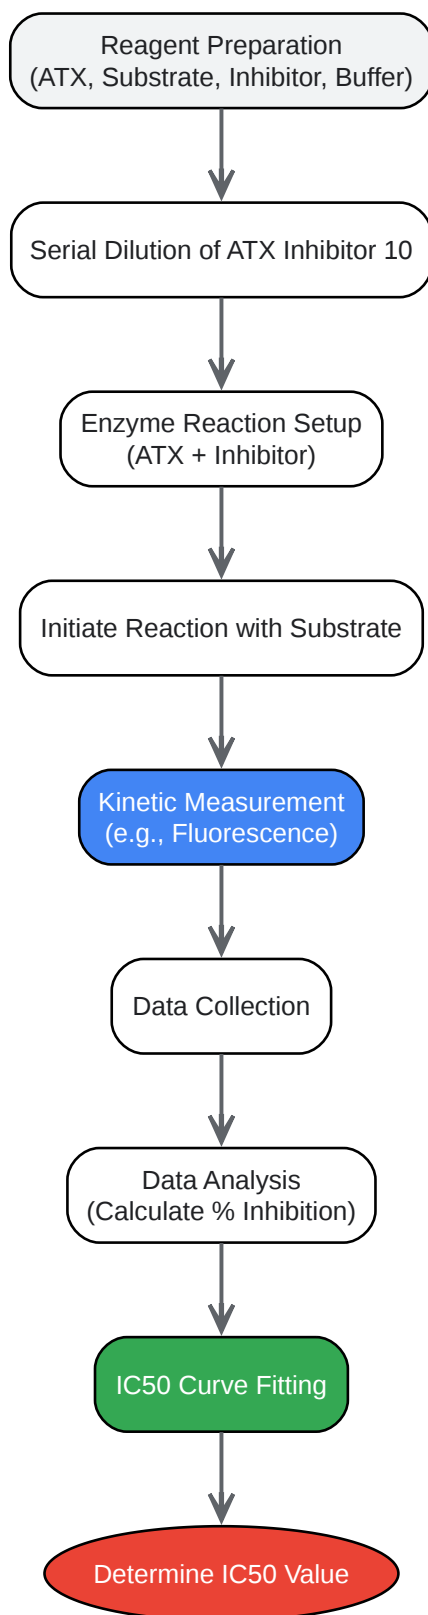 Reagent Preparation
(ATX, Substrate, Inhibitor, Buffer)
Serial Dilution of ATX Inhibitor 10
Enzyme Reaction Setup
(ATX + Inhibitor)
Initiate Reaction with Substrate
Kinetic Measurement
(e.g., Fluorescence)
Data Collection
Data Analysis
(Calculate % Inhibition)
IC50 Curve Fitting
Determine IC50 Value